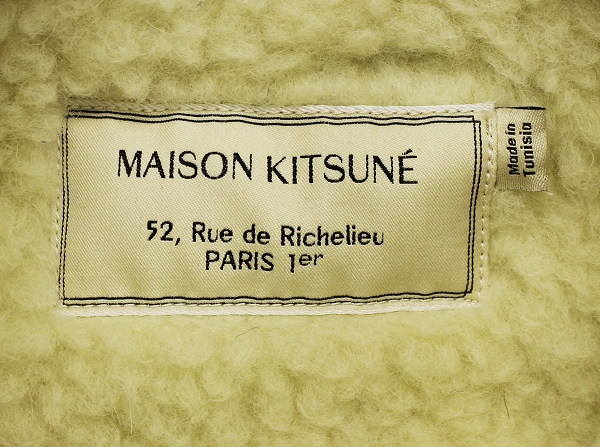 MAISON KITSUNÉ
52, Rue de Richelieu
PARIS 1er
Made in
Tunisia